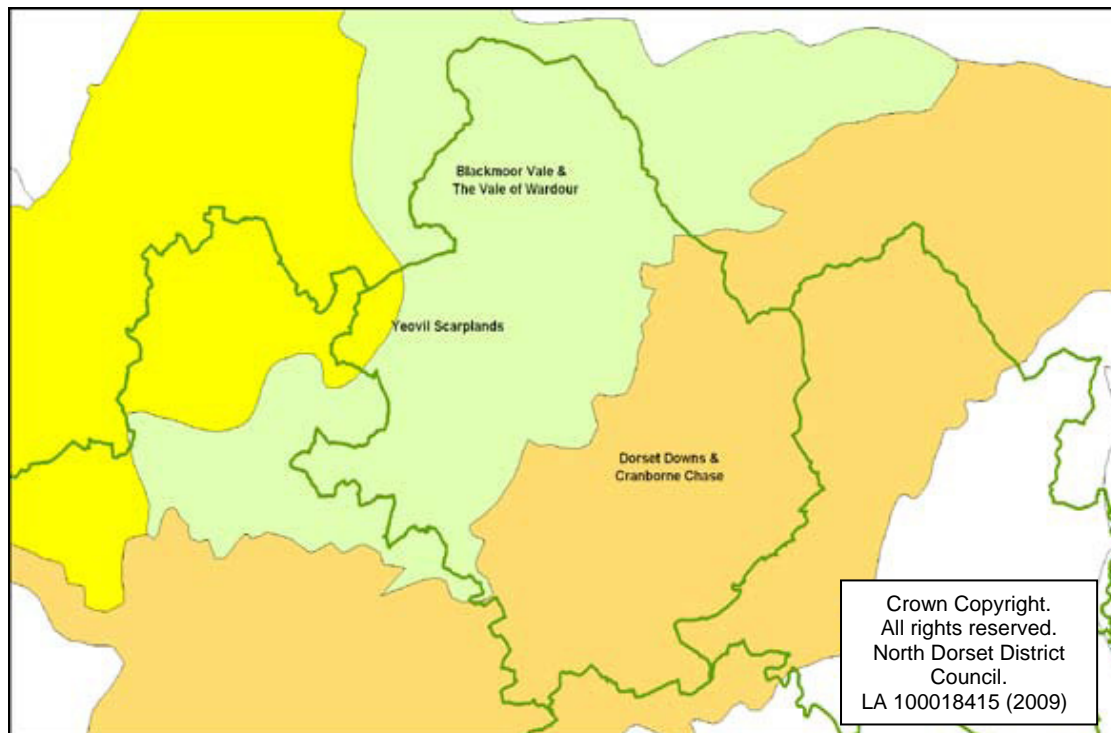 Blackmoor Vale &
The Vale of Wardour
Yeovil Scarplands
Dorset Downs &
Cranborne Chase
Crown Copyright.
All rights reserved.
North Dorset District
Council.
LA 100018415 (2009)